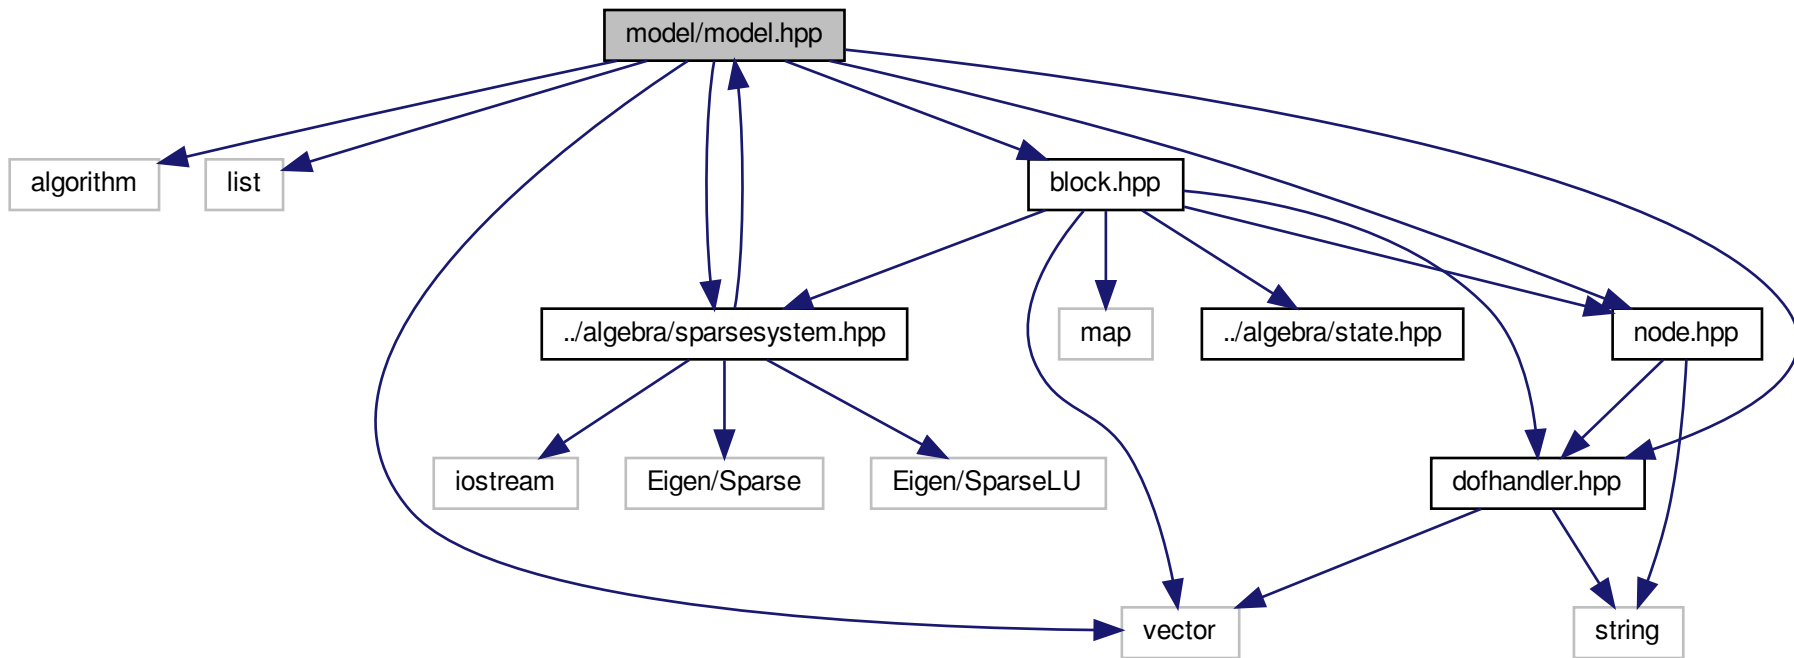 model/model.hpp
algorithm
list
block.hpp
../algebra/sparsesystem.hpp
map
../algebra/state.hpp
node.hpp
iostream
Eigen/Sparse
Eigen/SparseLU
dofhandler.hpp
vector
string